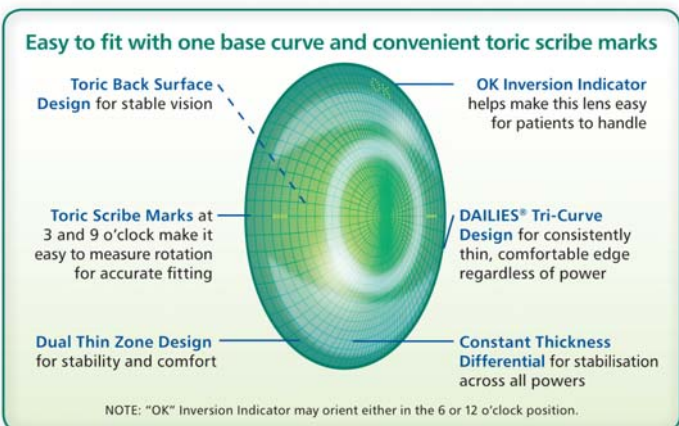 Easy to fit with one base curve and convenient toric scribe marks
Toric Back Surface
Design for stable vision
OK Inversion Indicator
helps make this lens easy
for patients to handle
Toric Scribe Marks at
3 and 9 o'clock make it
easy to measure rotation
for accurate fitting
DAILIES® Tri-Curve
Design for consistently
thin, comfortable edge
regardless of power
Dual Thin Zone Design
for stability and comfort
Constant Thickness
Differential for stabilisation
across all powers
NOTE: "OK" Inversion Indicator may orient either in the 6 or 12 o'clock position.